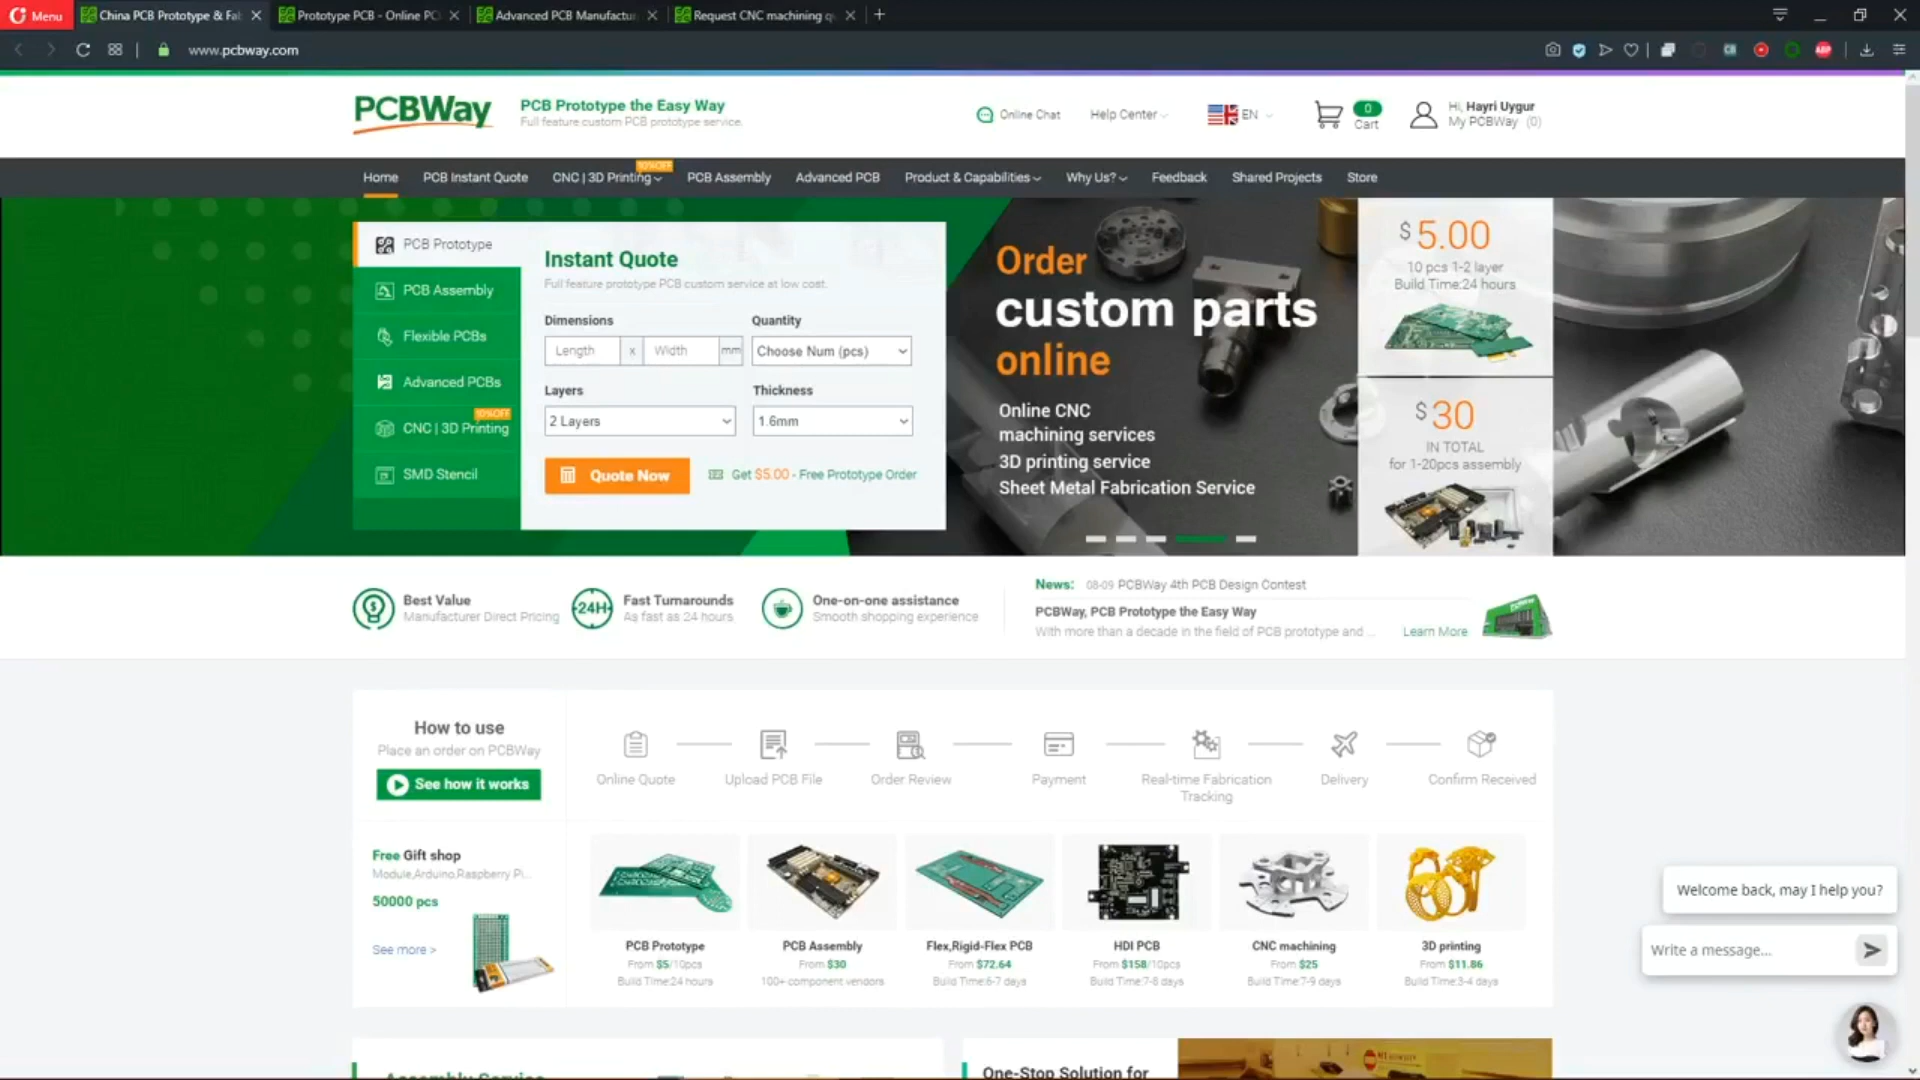 Menu
China PCB Prototype & Fa
Prototype PCB - Online PC
Advanced PCB Manufactur
Request CNC machining q
www.pcbway.com
PCBWay
PCB Prototype the Easy Way
Full feature custom PCB prototype service.
Online Chat
Help Center
EN
0
Cart
Hi, Hayri Uygur
My PCBWay (0)
10%OFF
Home
PCB Instant Quote
CNC | 3D Printing
PCB Assembly
Advanced PCB
Product & Capabilities
Why Us?
Feedback
Shared Projects
Store
PCB Prototype
PCB Assembly
Flexible PCBs
Advanced PCBs
10%OFF
CNC | 3D Printing
SMD Stencil
Instant Quote
Full feature prototype PCB custom service at low cost.
Dimensions
Quantity
Length x Width mm
Choose Num (pcs)
Layers
Thickness
2 Layers
1.6mm
Quote Now
Get $5.00 - Free Prototype Order
Order
custom parts
online
Online CNC
machining services
3D printing service
Sheet Metal Fabrication Service
$ 5.00
10 pcs 1-2 layer
Build Time:24 hours
$ 30
IN TOTAL
for 1-20pcs assembly
Best Value
Manufacturer Direct Pricing
24H
Fast Turnarounds
As fast as 24 hours
One-on-one assistance
Smooth shopping experience
News: 08-09 PCBWay 4th PCB Design Contest
PCBWay, PCB Prototype the Easy Way
With more than a decade in the field of PCB prototype and ...
Learn More
How to use
Place an order on PCBWay
See how it works
Online Quote
Upload PCB File
Order Review
Payment
Real-time Fabrication
Tracking
Delivery
Confirm Received
Free Gift shop
Module,Arduino,Raspberry Pi...
50000 pcs
See more >
PCB Prototype
From $5/10pcs
Build Time:24 hours
PCB Assembly
From $30
100+ component vendors
Flex,Rigid-Flex PCB
From $72.64
Build Time:6-7 days
HDI PCB
From $158/10pcs
Build Time:7-8 days
CNC machining
From $25
Build Time:7-9 days
3D printing
From $11.86
Build Time:3-4 days
Welcome back, may I help you?
Write a message...
Assembly Service
One-Stop Solution for